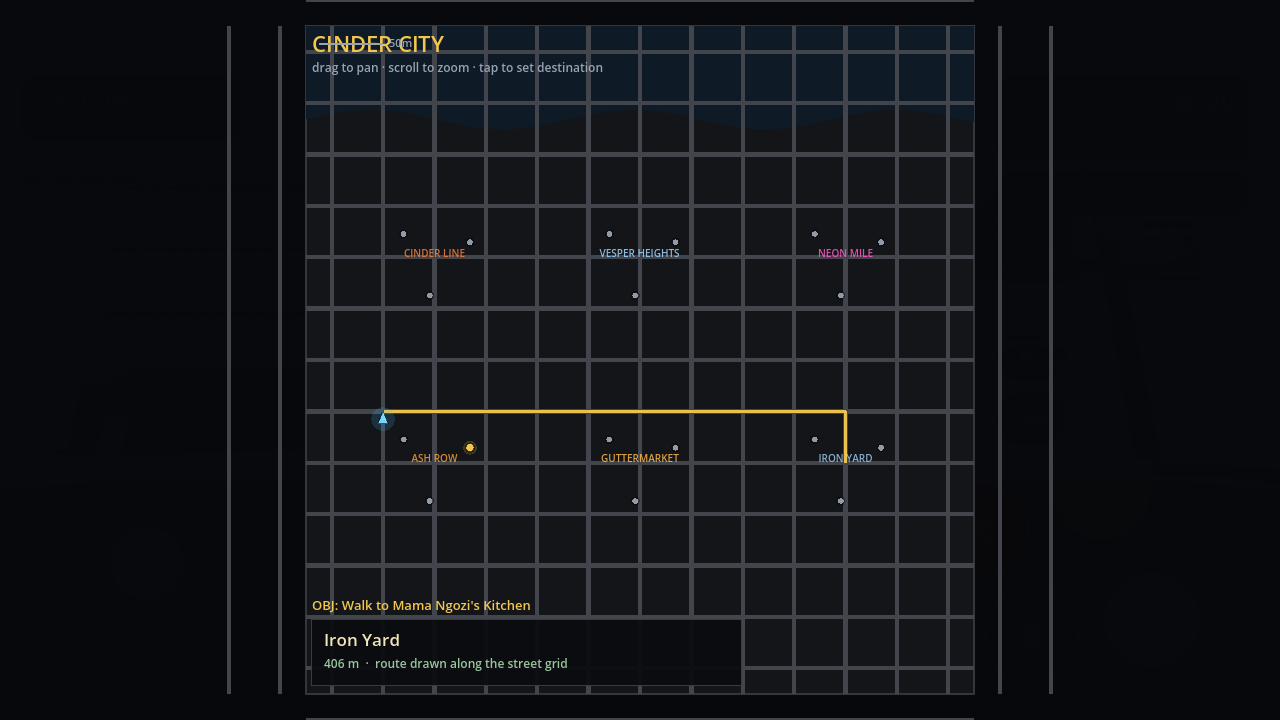 CINDER CITY
50m
drag to pan · scroll to zoom · tap to set destination
CINDER LINE
VESPER HEIGHTS
NEON MILE
ASH ROW
GUTTERMARKET
IRON YARD
OBJ: Walk to Mama Ngozi's Kitchen
Iron Yard
406 m · route drawn along the street grid